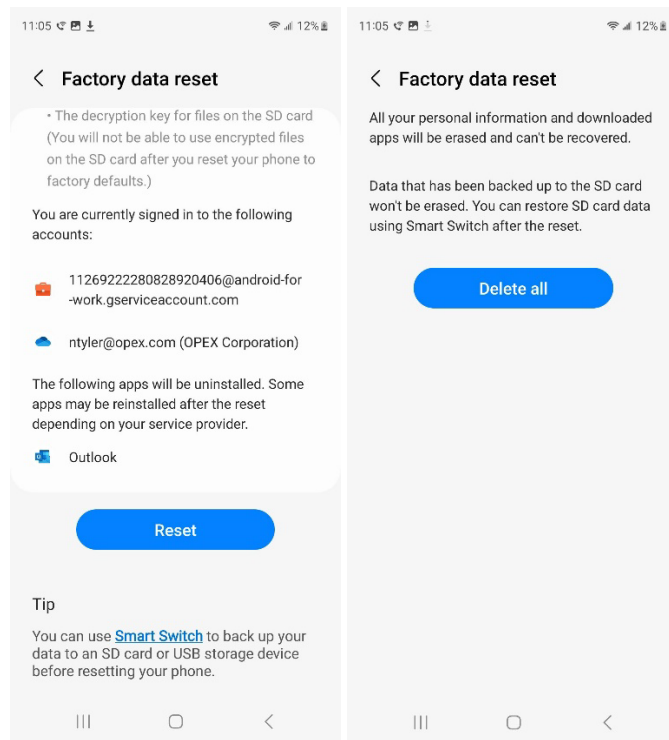 11:05 12%
Factory data reset
• The decryption key for files on the SD card
(You will not be able to use encrypted files
on the SD card after you reset your phone to
factory defaults.)
You are currently signed in to the following
accounts:
11269222280828920406@android-for
-work.gserviceaccount.com
ntyler@opex.com (OPEX Corporation)
The following apps will be uninstalled. Some
apps may be reinstalled after the reset
depending on your service provider.
Outlook
Reset
Tip
You can use Smart Switch to back up your
data to an SD card or USB storage device
before resetting your phone.
11:05 12%
Factory data reset
All your personal information and downloaded
apps will be erased and can't be recovered.
Data that has been backed up to the SD card
won't be erased. You can restore SD card data
using Smart Switch after the reset.
Delete all